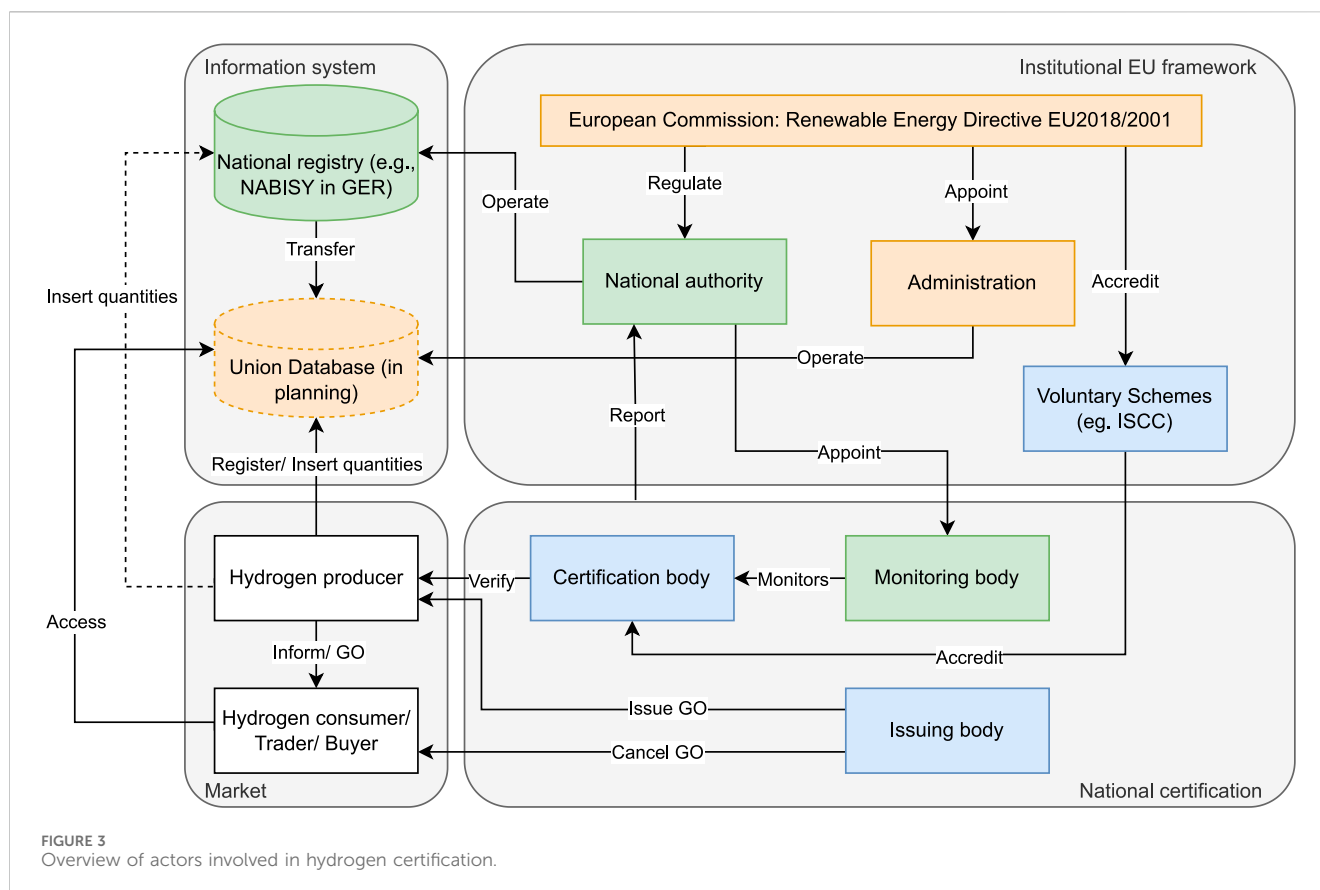 Information system
Institutional EU framework
European Commission: Renewable Energy Directive EU2018/2001
National registry (e.g.,
NABISY in GER)
Regulate
Appoint
Operate
Transfer
National authority
Administration
Accredit
Insert quantities
Union Database (in
planning)
Operate
Voluntary Schemes
(eg. ISCC)
Report
Appoint
Register/ Insert quantities
Hydrogen producer
Verify
Certification body
Monitors
Monitoring body
Access
Inform/ GO
Accredit
Hydrogen consumer/
Trader/ Buyer
Issue GO
Issuing body
Cancel GO
Market
National certification
FIGURE 3
Overview of actors involved in hydrogen certification.